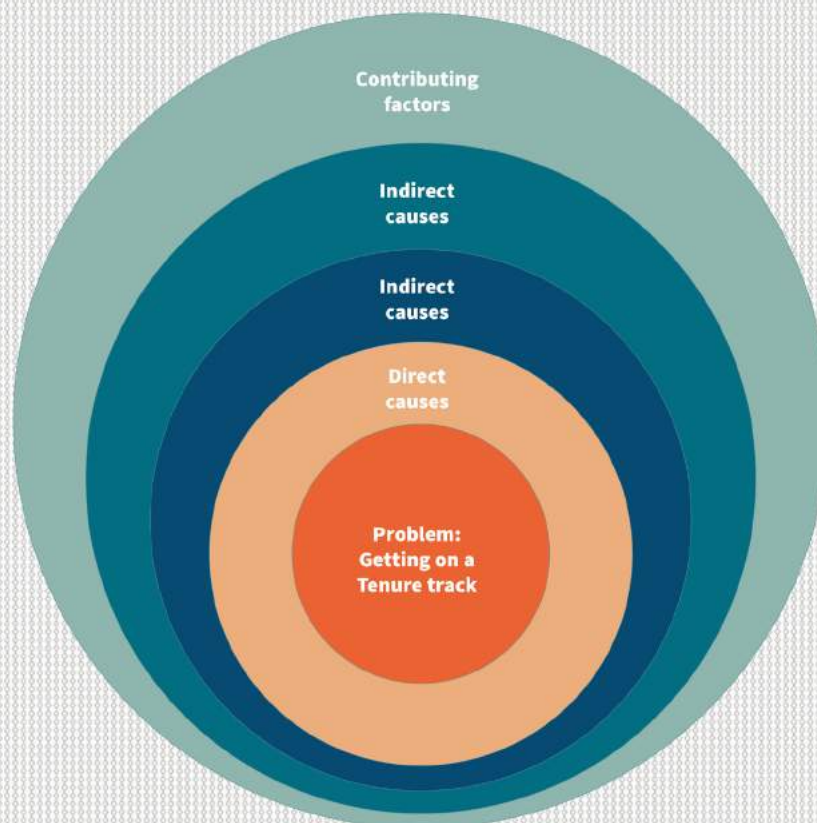 Contributing
factors
Indirect
causes
Indirect
causes
Direct
causes
Problem:
Getting on a
Tenure track